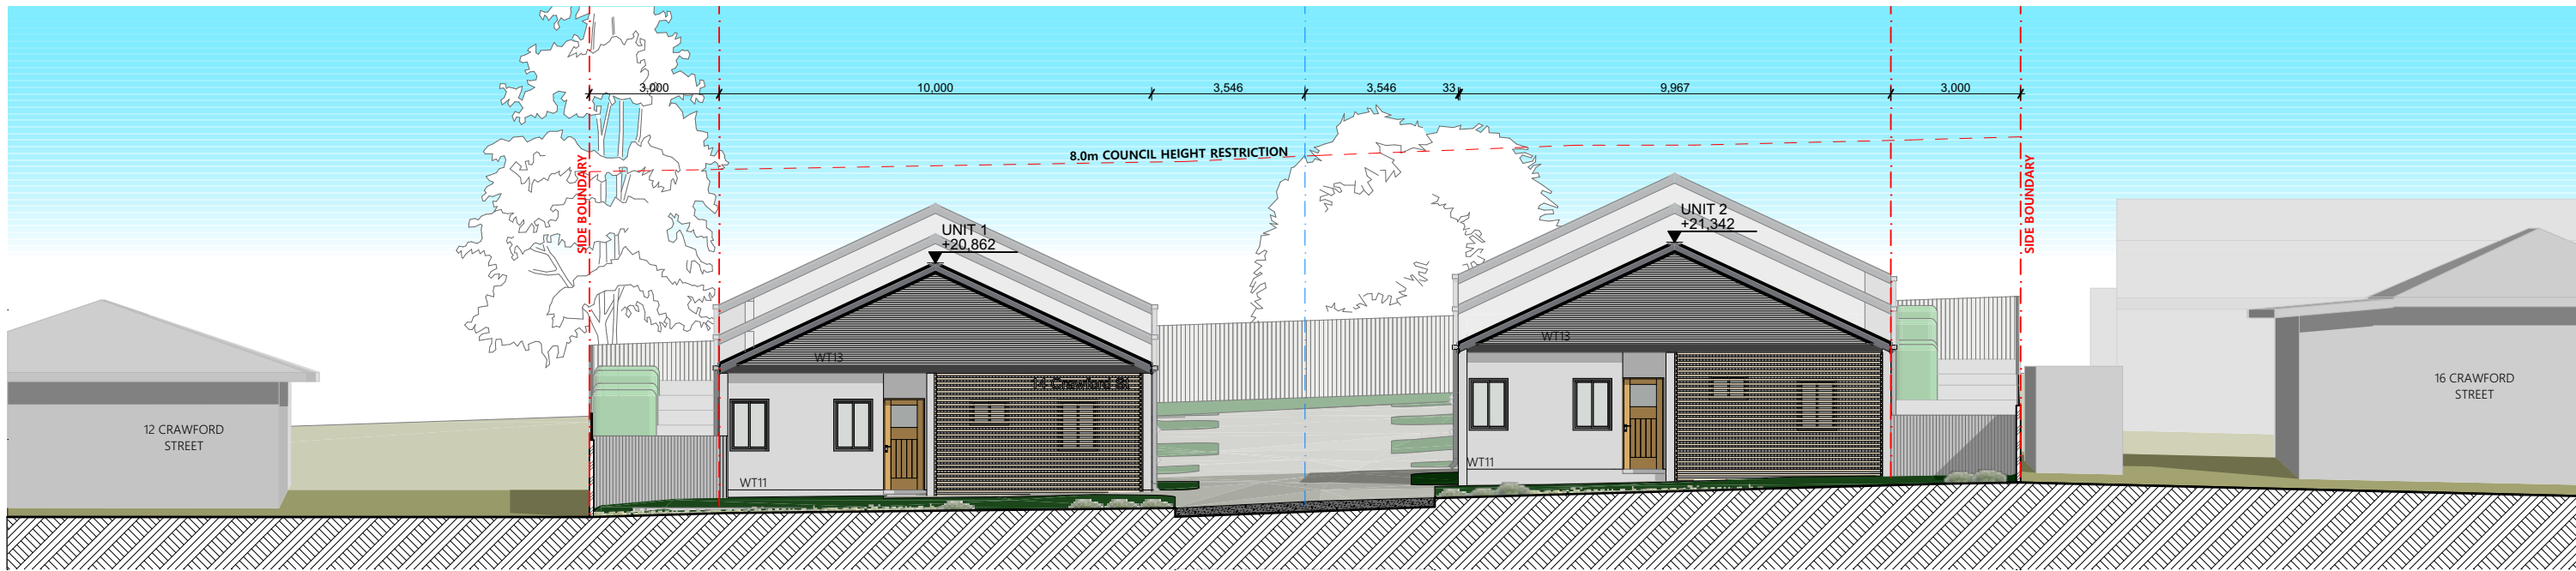 3,000
10,000
3,546
3,546
33
9,967
3,000
8.0m COUNCIL HEIGHT RESTRICTION
SIDE BOUNDARY
SIDE BOUNDARY
UNIT 1
+20,862
UNIT 2
+21,342
WT13
WT13
14 Crawford St
12 CRAWFORD
STREET
16 CRAWFORD
STREET
WT11
WT11